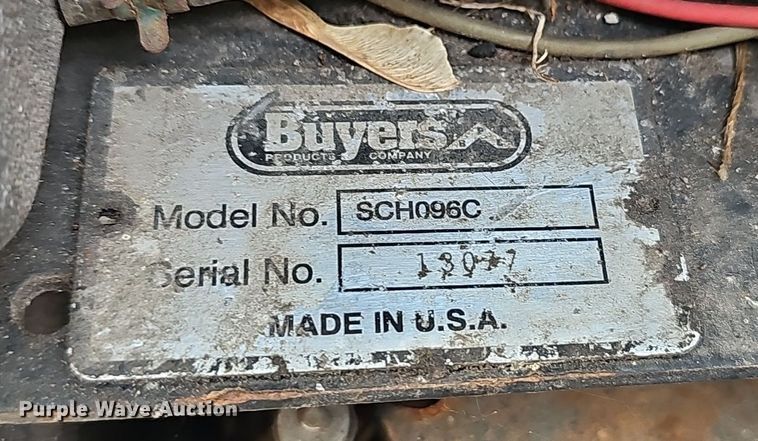 Buyers
PRODUCTS COMPANY
Model No. SCH096C
Serial No.
MADE IN U.S.A.
Purple Wave Auction